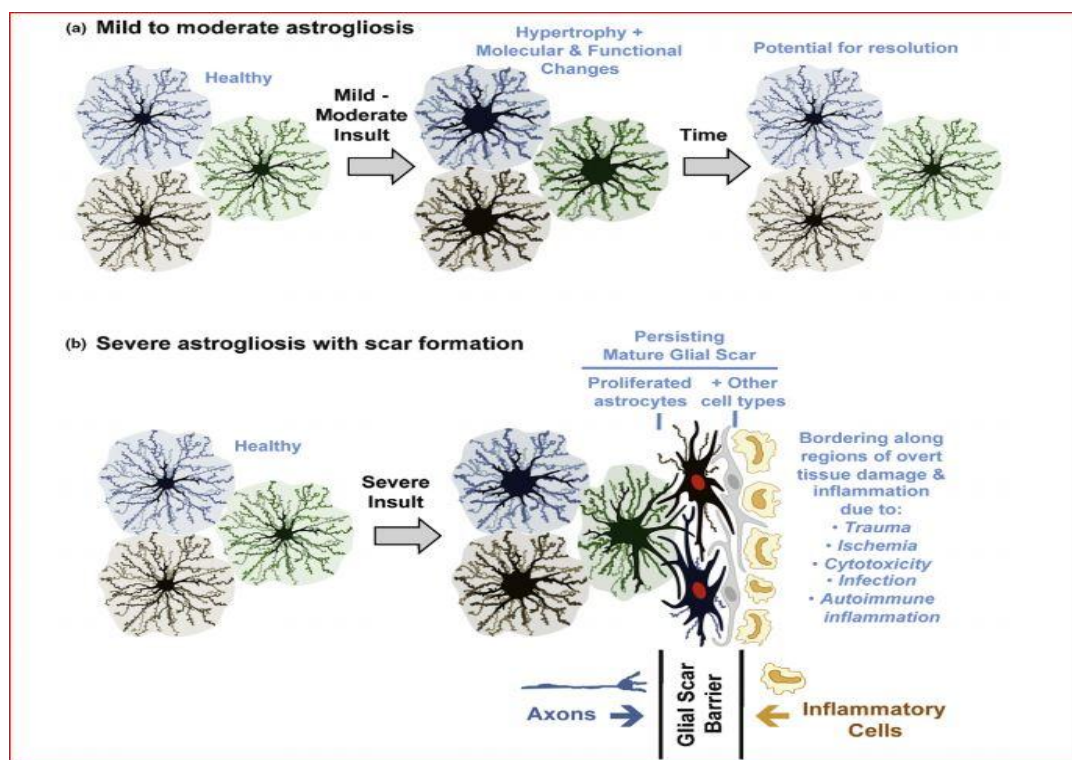 (a) Mild to moderate astrogliosis
Healthy
Mild -
Moderate
Insult
Hypertrophy +
Molecular & Functional
Changes
Time
Potential for resolution
(b) Severe astrogliosis with scar formation
Healthy
Severe
Insult
Persisting
Mature Glial Scar
Proliferated
astrocytes
+ Other
cell types
Bordering along
regions of overt
tissue damage &
inflammation
due to:
• Trauma
• Ischemia
• Cytotoxicity
• Infection
• Autoimmune
inflammation
Axons
Glial Scar
Barrier
Inflammatory
Cells